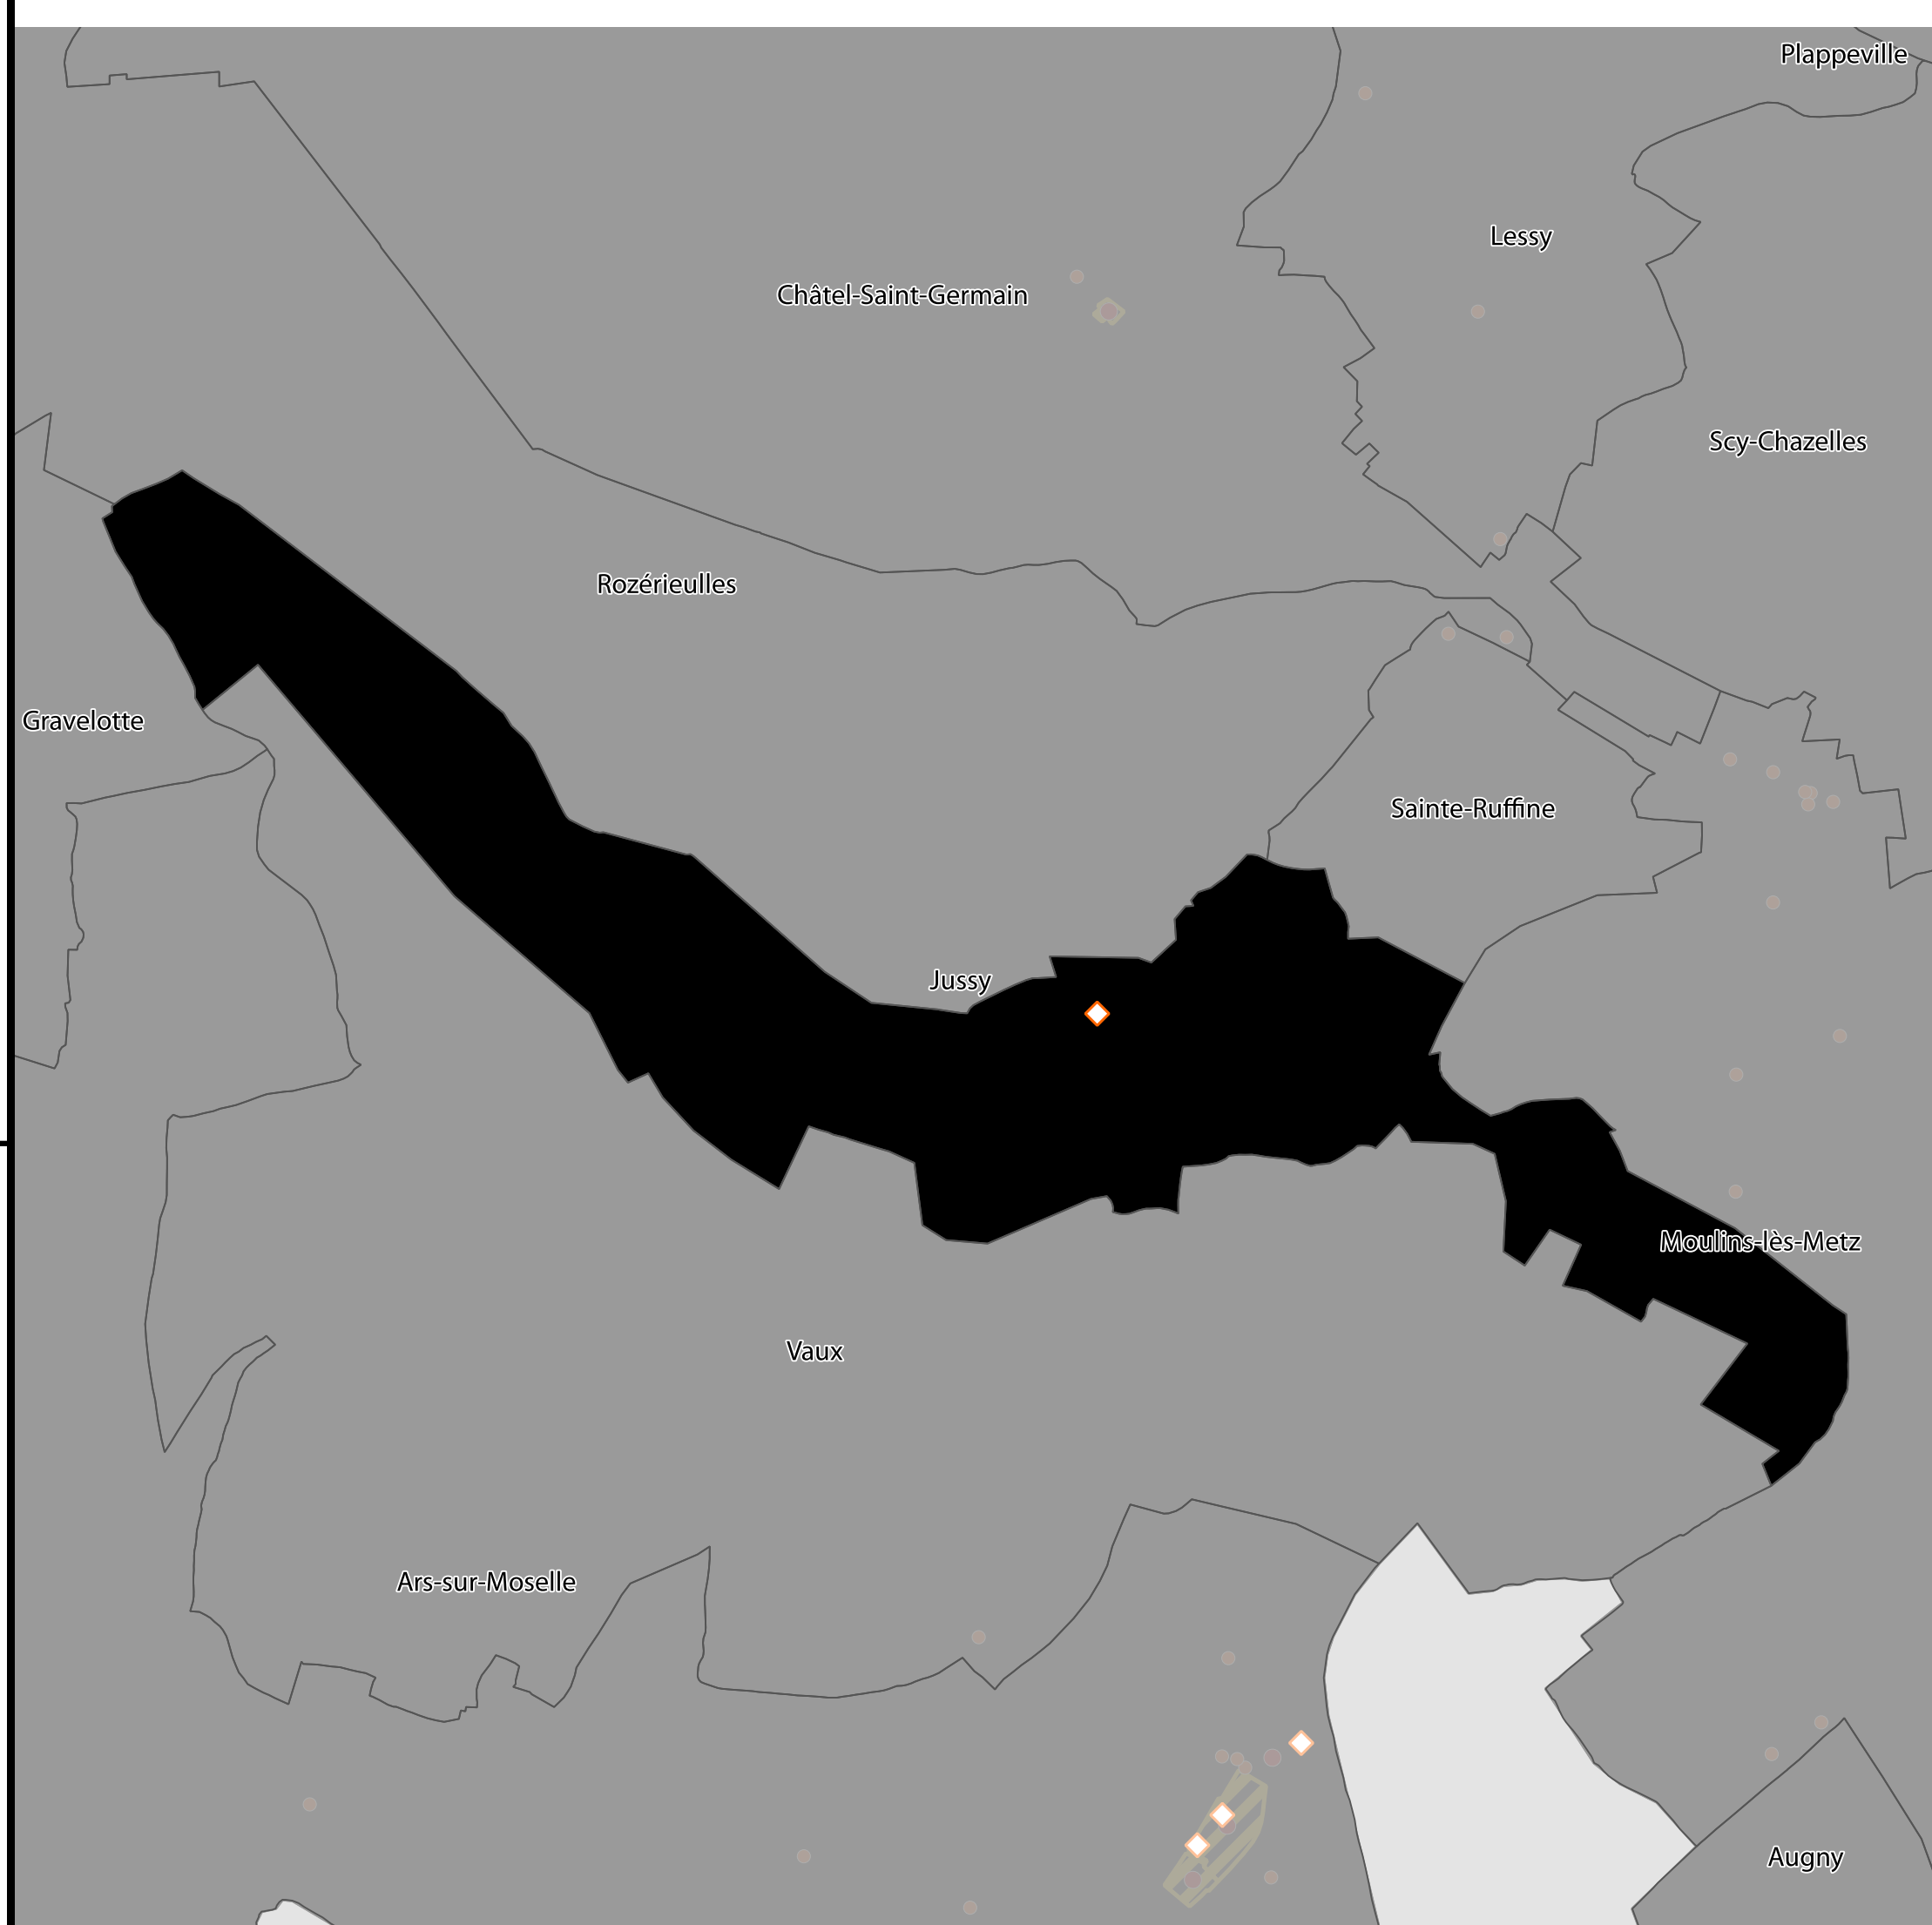 Plappeville
Lessy
Châtel-Saint-Germain
Scy-Chazelles
Rozérieulles
Gravelotte
Sainte-Ruffine
Jussy
Moulins-lès-Metz
Vaux
Ars-sur-Moselle
Augny